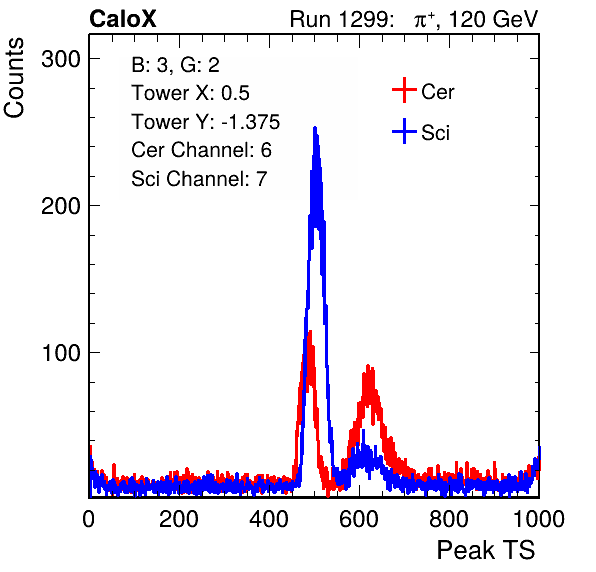 CaloX
Run 1299: π⁺, 120 GeV
Counts
300
200
100
B: 3, G: 2
Tower X: 0.5
Tower Y: -1.375
Cer Channel: 6
Sci Channel: 7
Cer
Sci
0 200 400 600 800 1000
Peak TS